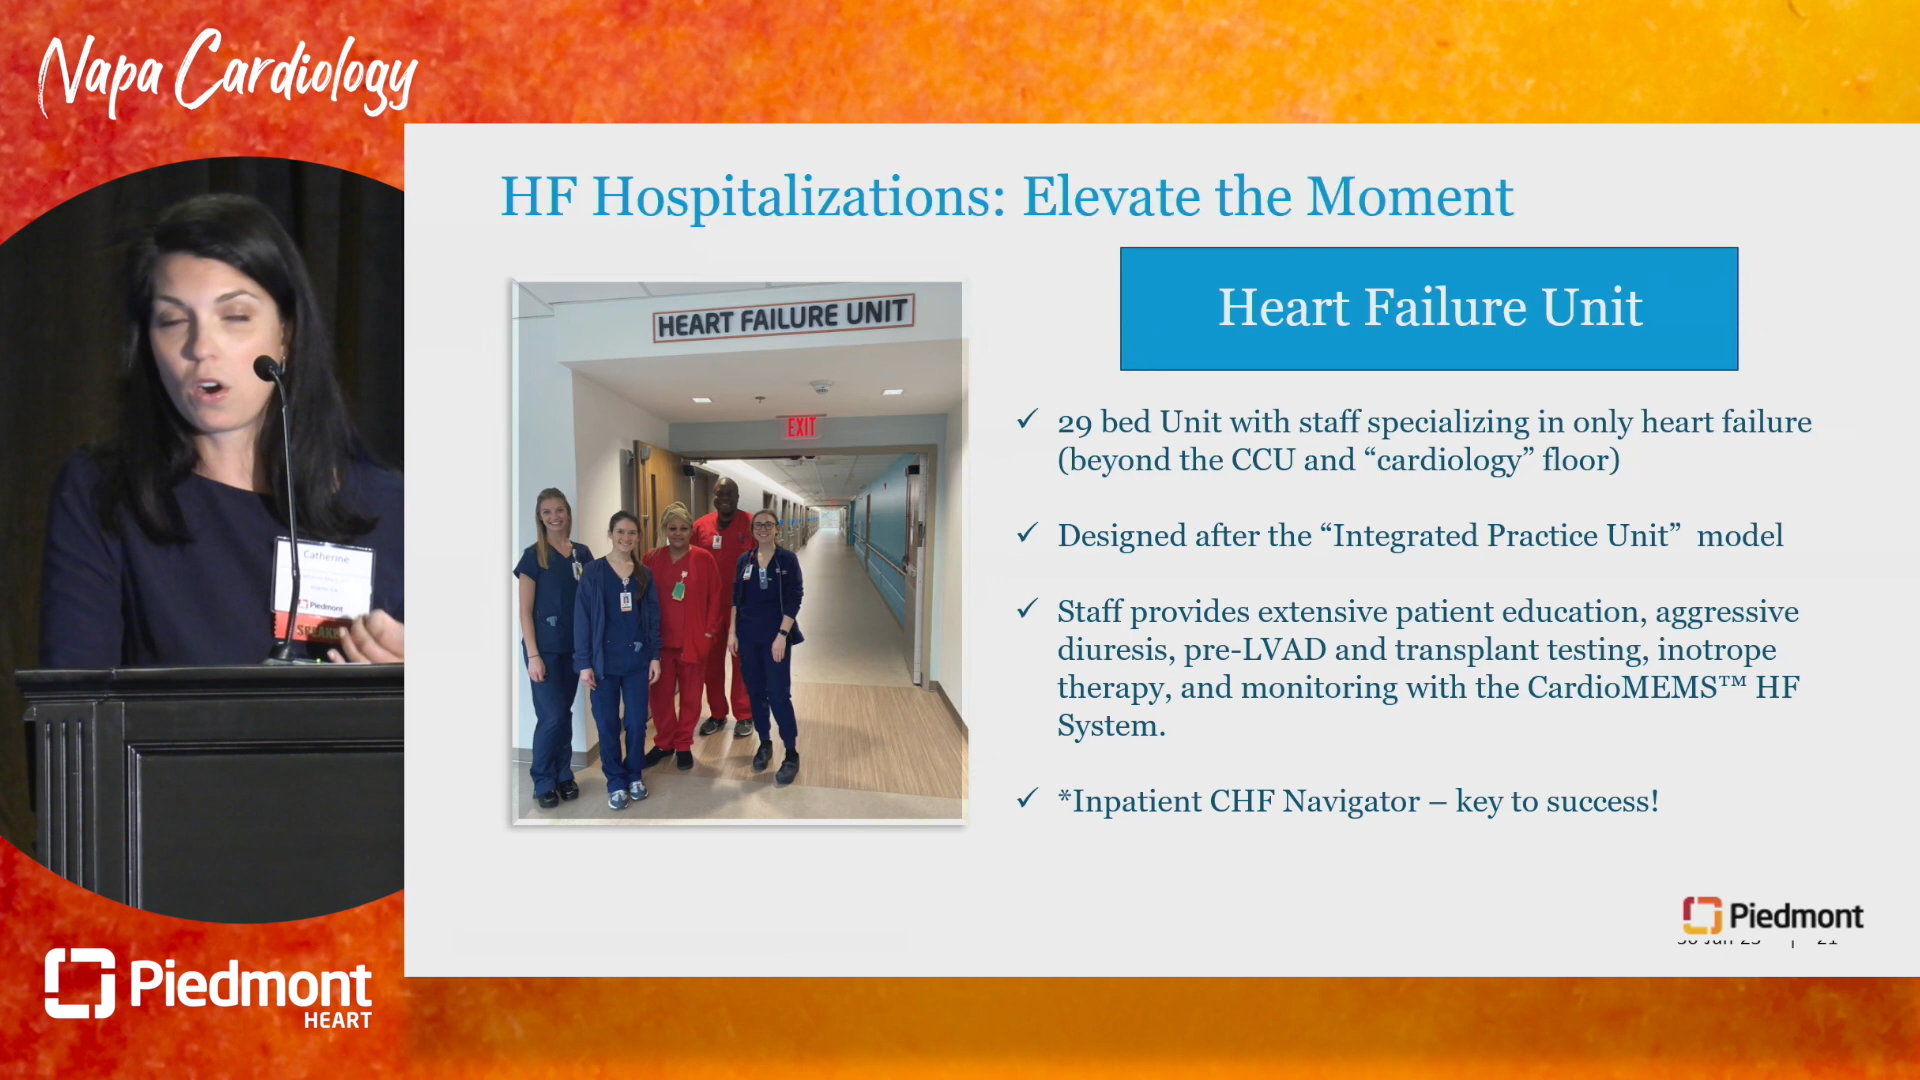 Napa Cardiology
HF Hospitalizations: Elevate the Moment
HEART FAILURE UNIT
EXIT
Heart Failure Unit
29 bed Unit with staff specializing in only heart failure
(beyond the CCU and “cardiology” floor)
Designed after the “Integrated Practice Unit” model
Staff provides extensive patient education, aggressive
diuresis, pre-LVAD and transplant testing, inotrope
therapy, and monitoring with the CardioMEMS™ HF
System.
*Inpatient CHF Navigator – key to success!
Catherine
Piedmont
Piedmont
Piedmont
HEART